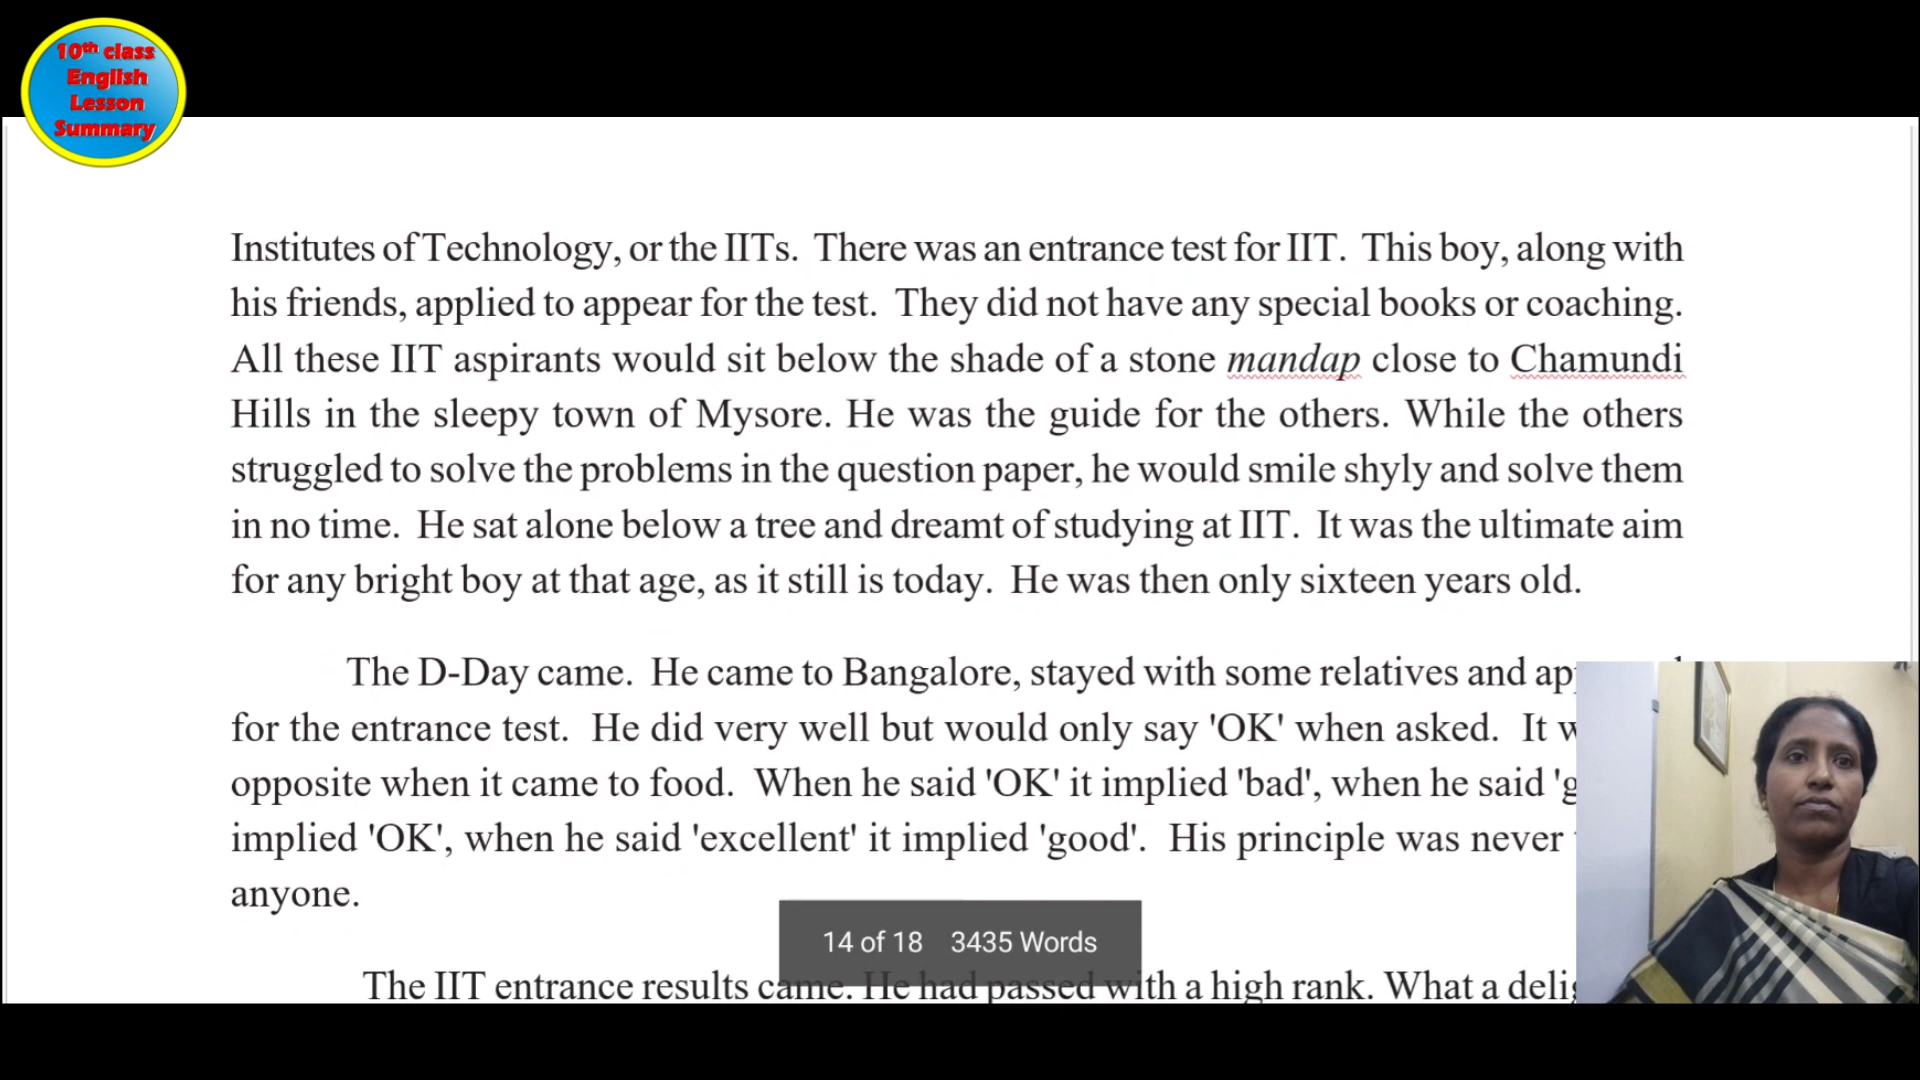 10th class
English
Lesson
Summary
Institutes of Technology, or the IITs. There was an entrance test for IIT. This boy, along with
his friends, applied to appear for the test. They did not have any special books or coaching.
All these IIT aspirants would sit below the shade of a stone mandap close to Chamundi
Hills in the sleepy town of Mysore. He was the guide for the others. While the others
struggled to solve the problems in the question paper, he would smile shyly and solve them
in no time. He sat alone below a tree and dreamt of studying at IIT. It was the ultimate aim
for any bright boy at that age, as it still is today. He was then only sixteen years old.
The D-Day came. He came to Bangalore, stayed with some relatives and
for the entrance test. He did very well but would only say 'OK' when asked. It
opposite when it came to food. When he said 'OK' it implied 'bad', when he said
implied 'OK', when he said 'excellent' it implied 'good'. His principle was never
anyone.
14 of 18 3435 Words
The IIT entrance results came. He had passed with a high rank. What a